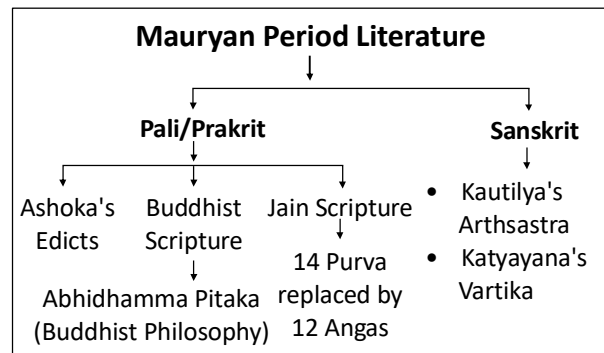 Mauryan Period Literature
Pali/Prakrit
Sanskrit
Ashoka's
Edicts
Buddhist
Scripture
Jain Scripture
Abhidhamma Pitaka
(Buddhist Philosophy)
14 Purva
replaced by
12 Angas
• Kautilya's
Arthsastra
• Katyayana's
Vartika